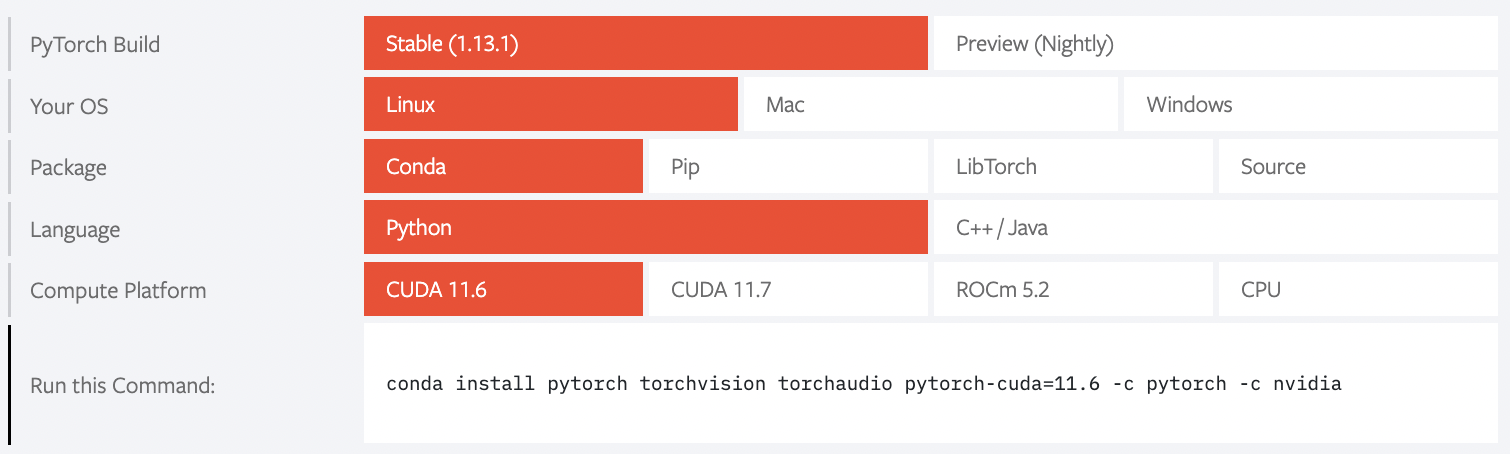 PyTorch Build Stable (1.13.1) Preview (Nightly)
Your OS Linux Mac Windows
Package Conda Pip LibTorch Source
Language Python C++ / Java
Compute Platform CUDA 11.6 CUDA 11.7 ROCm 5.2 CPU
Run this Command: conda install pytorch torchvision torchaudio pytorch-cuda=11.6 -c pytorch -c nvidia